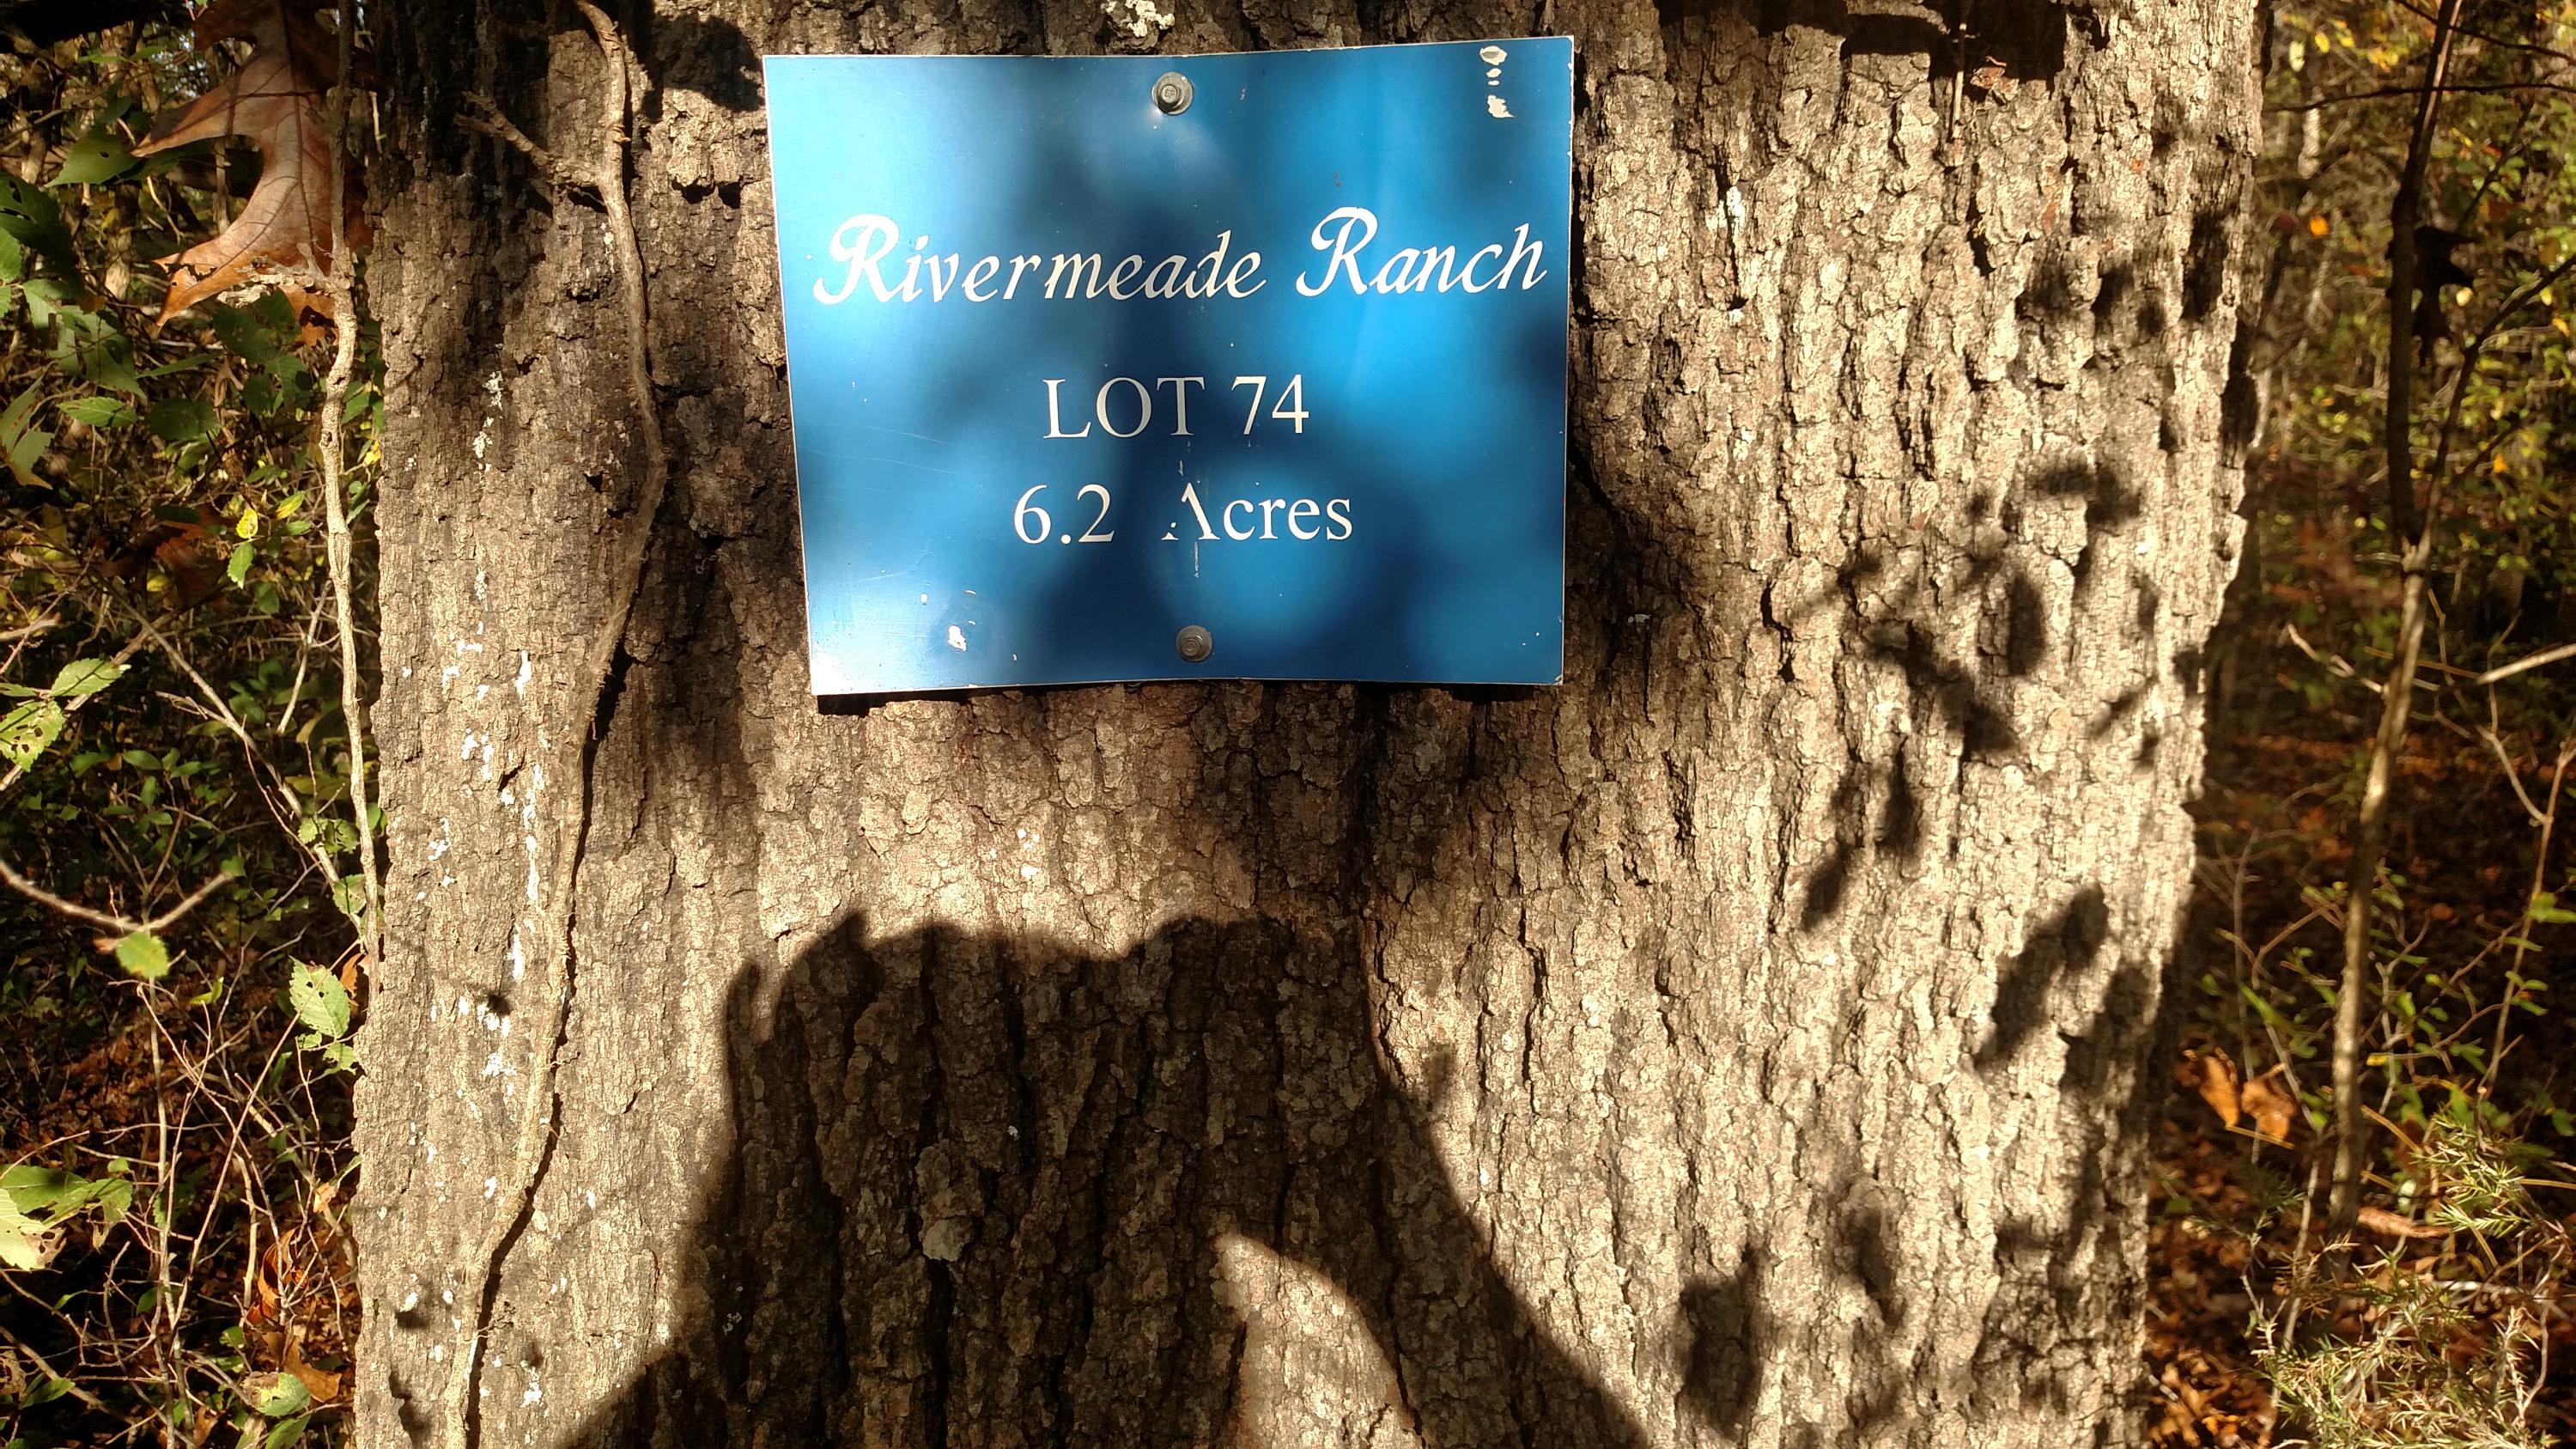 Rivermeade Ranch
LOT 74
6.2 Acres